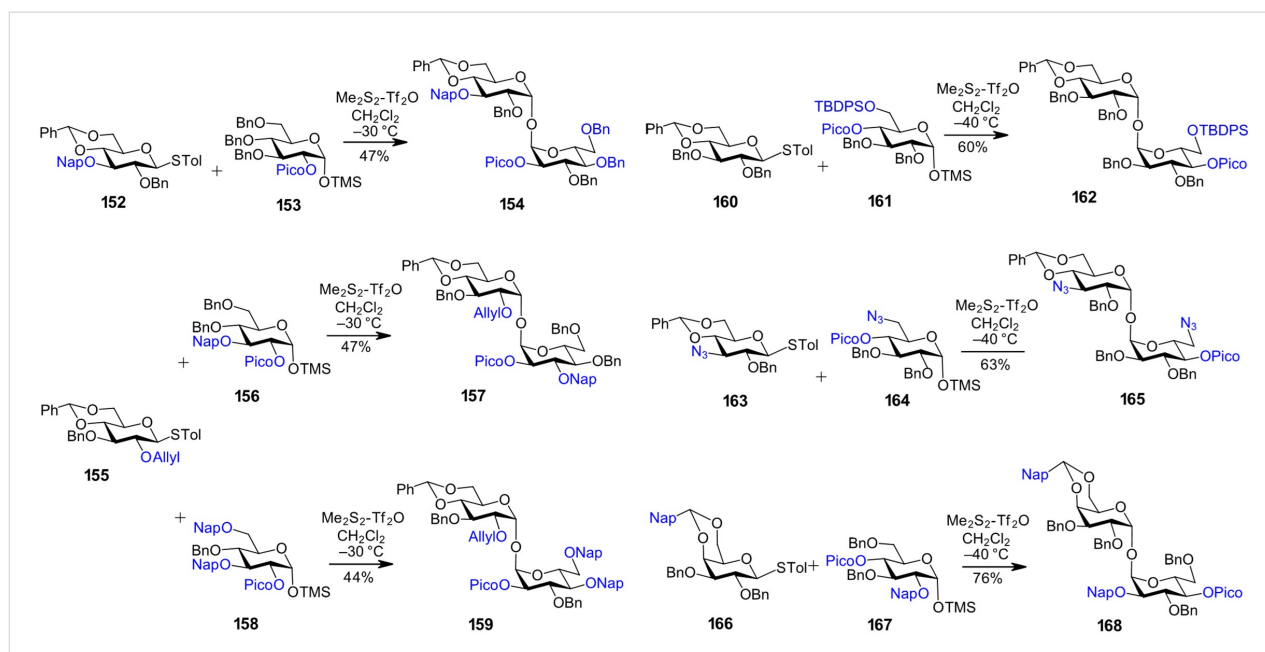 Ph O O O
NapO STol
OBn
152
+
BnO
BnO O
BnO
PicoO
OTMS
153
Me2S2-Tf2O
CH2Cl2
–30 °C
47%
Ph O O O
NapO
BnO
O
O OBn
PicoO OBn
OBn
154
Ph O O O
BnO STol
OBn
160
+
TBDPSO
PicoO O
BnO
BnO
OTMS
161
Me2S2-Tf2O
CH2Cl2
–40 °C
60%
Ph O O O
BnO
BnO
O
O OTBDPS
BnO OPico
OBn
162
Ph O O O
BnO STol
OAllyl
155
+
BnO
BnO O
NapO
PicoO
OTMS
156
Me2S2-Tf2O
CH2Cl2
–30 °C
47%
Ph O O O
BnO
AllylO
O
O OBn
PicoO OBn
ONap
157
+
NapO
BnO O
NapO
PicoO
OTMS
158
Me2S2-Tf2O
CH2Cl2
–30 °C
44%
Ph O O O
BnO
AllylO
O
O ONap
PicoO ONap
OBn
159
Ph O O O
N3 STol
OBn
163
+
N3
PicoO O
BnO
BnO
OTMS
164
Me2S2-Tf2O
CH2Cl2
–40 °C
63%
Ph O O O
N3
BnO
O
O N3
BnO OPico
OBn
165
Nap
O O
O
BnO STol
OBn
166
+
BnO
PicoO O
BnO
NapO
OTMS
167
Me2S2-Tf2O
CH2Cl2
–40 °C
76%
Nap
O O
O
BnO
BnO
O
O OBn
NapO OPico
OBn
168